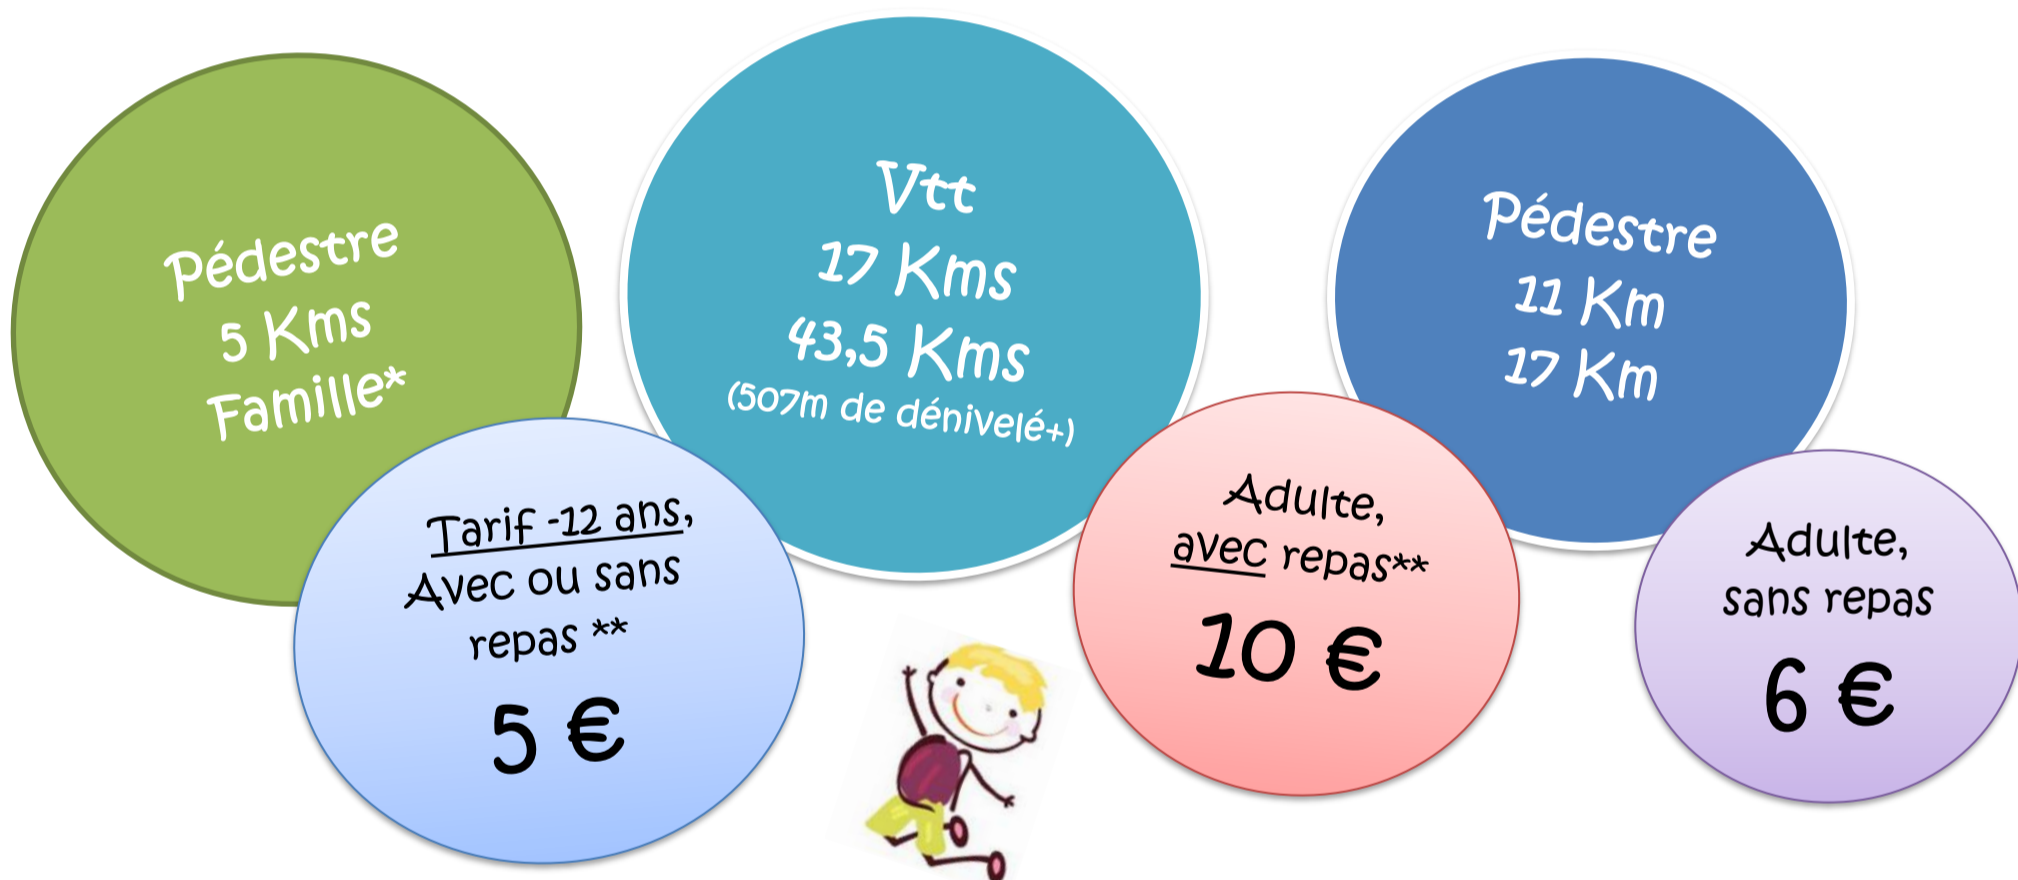 Pédestre
5 Kms
Famille*
Vtt
17 Kms
43,5 Kms
(507m de dénivelé+)
Pédestre
11 Km
17 Km
Tarif -12 ans,
Avec ou sans
repas **
5 €
Adulte,
avec repas**
10 €
Adulte,
sans repas
6 €